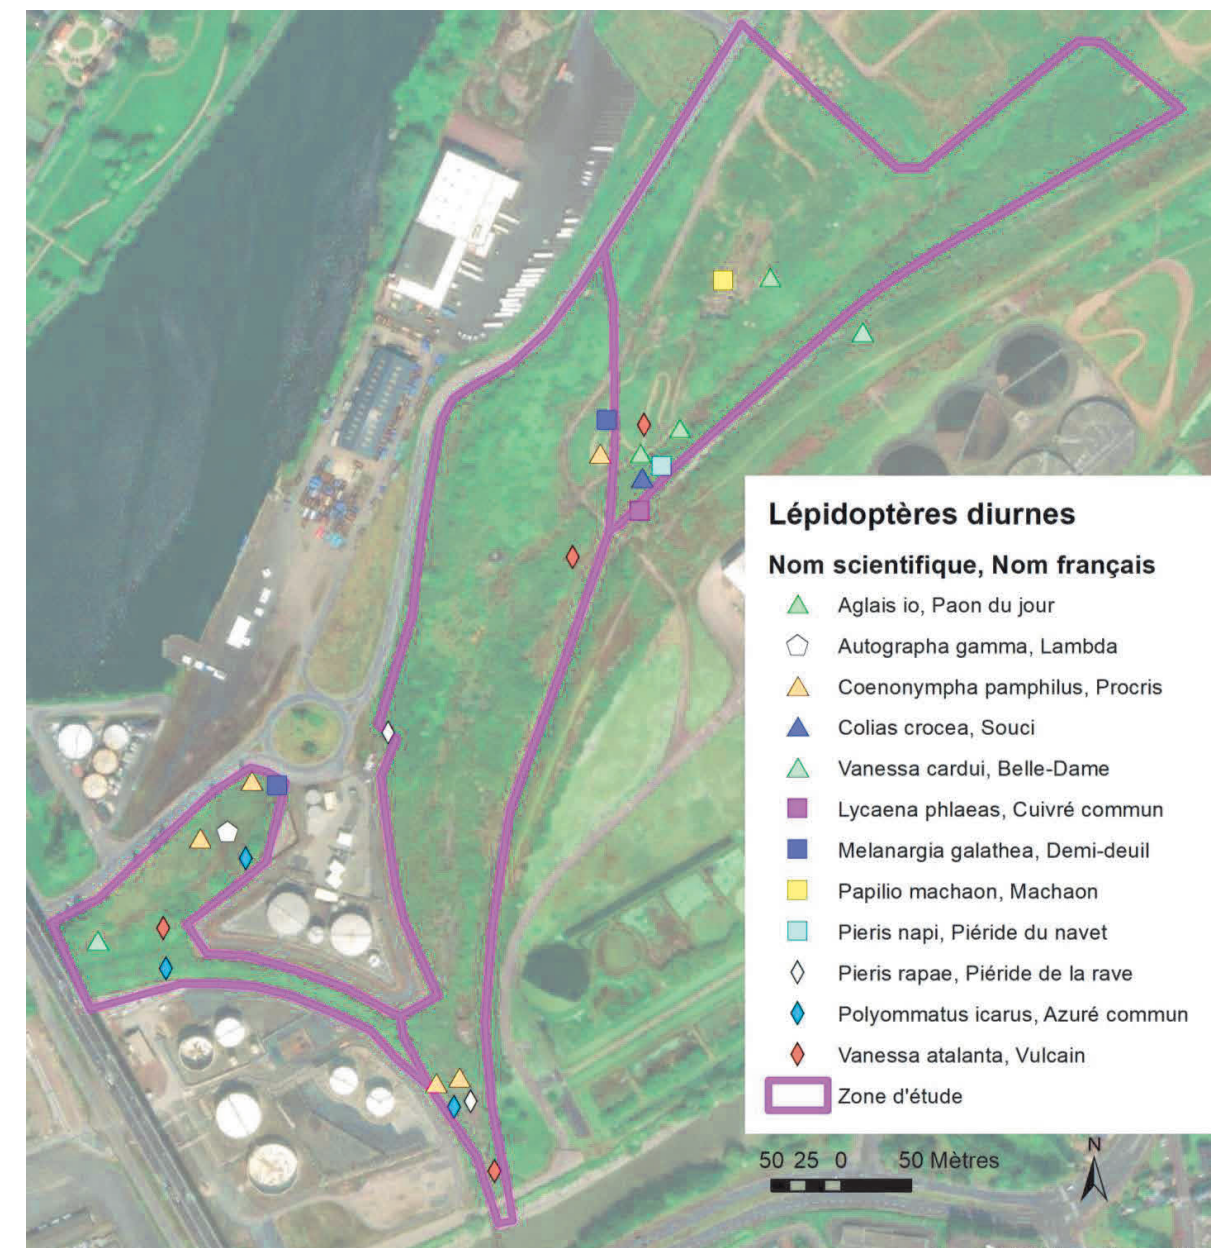 Lépidoptères diurnes
Nom scientifique, Nom français
Aglais io, Paon du jour
Autographa gamma, Lambda
Coenonympha pamphilus, Procris
Colias crocea, Souci
Vanessa cardui, Belle-Dame
Lycaena phlaeas, Cuivré commun
Melanargia galathea, Demi-deuil
Papilio machaon, Machaon
Pieris napi, Piéride du navet
Pieris rapae, Piéride de la rave
Polyommatus icarus, Azuré commun
Vanessa atalanta, Vulcain
Zone d'étude
N
50 25 0 50 Mètres